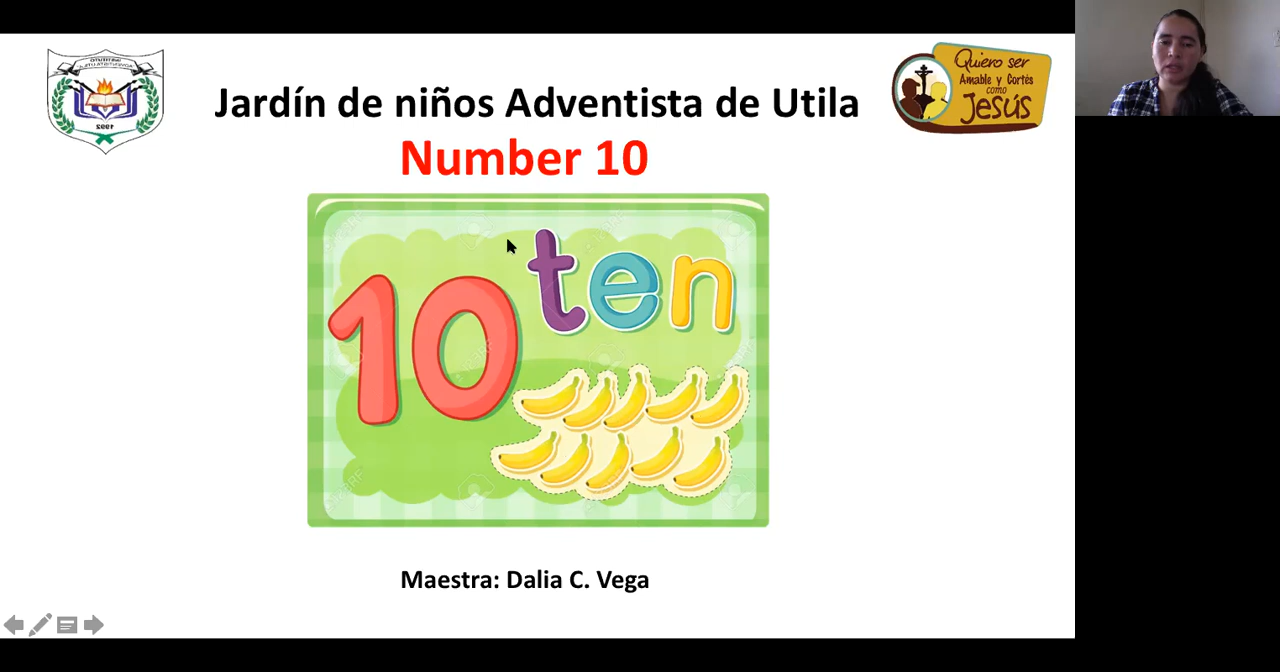 Jardín de niños Adventista de Utila
Quiero ser
Amable y Cortés
como
Jesús
1992
Number 10
10 ten
Maestra: Dalia C. Vega